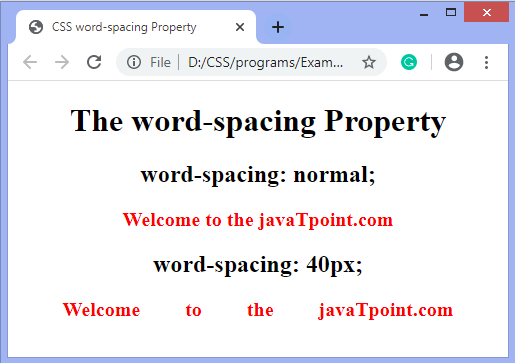 CSS word-spacing Property
File
D:/CSS/programs/Exam...
The word-spacing Property
word-spacing: normal;
Welcome to the javaTpoint.com
word-spacing: 40px;
Welcome to the javaTpoint.com